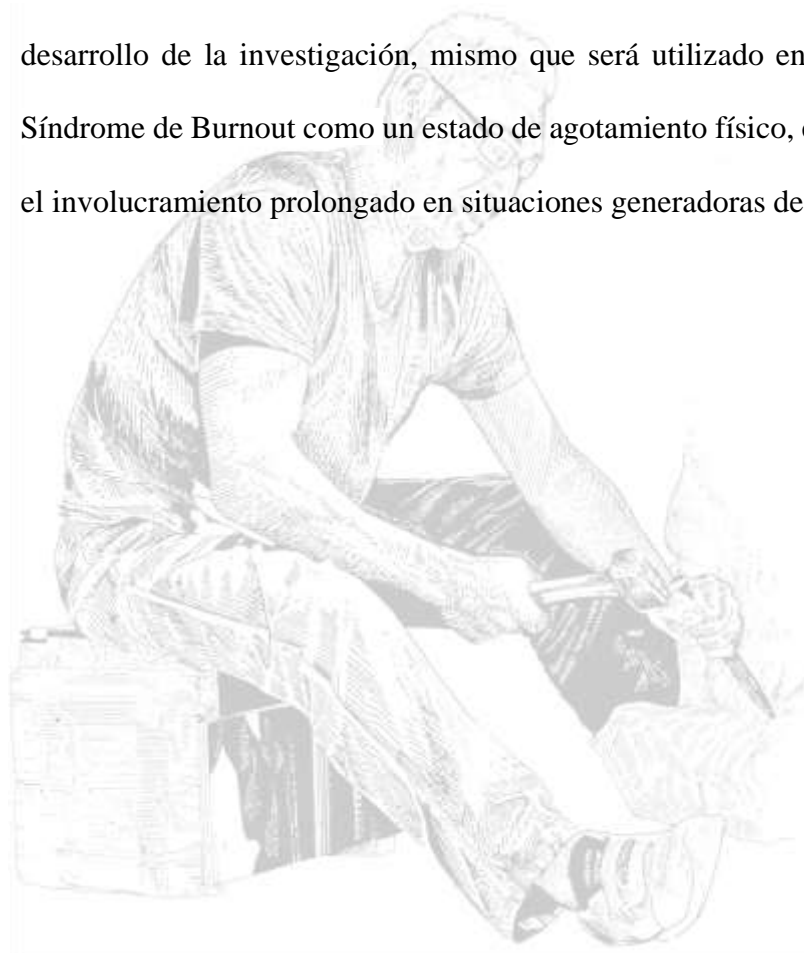 desarrollo de la investigación, mismo que será utilizado en
Síndrome de Burnout como un estado de agotamiento físico,
el involucramiento prolongado en situaciones generadoras de